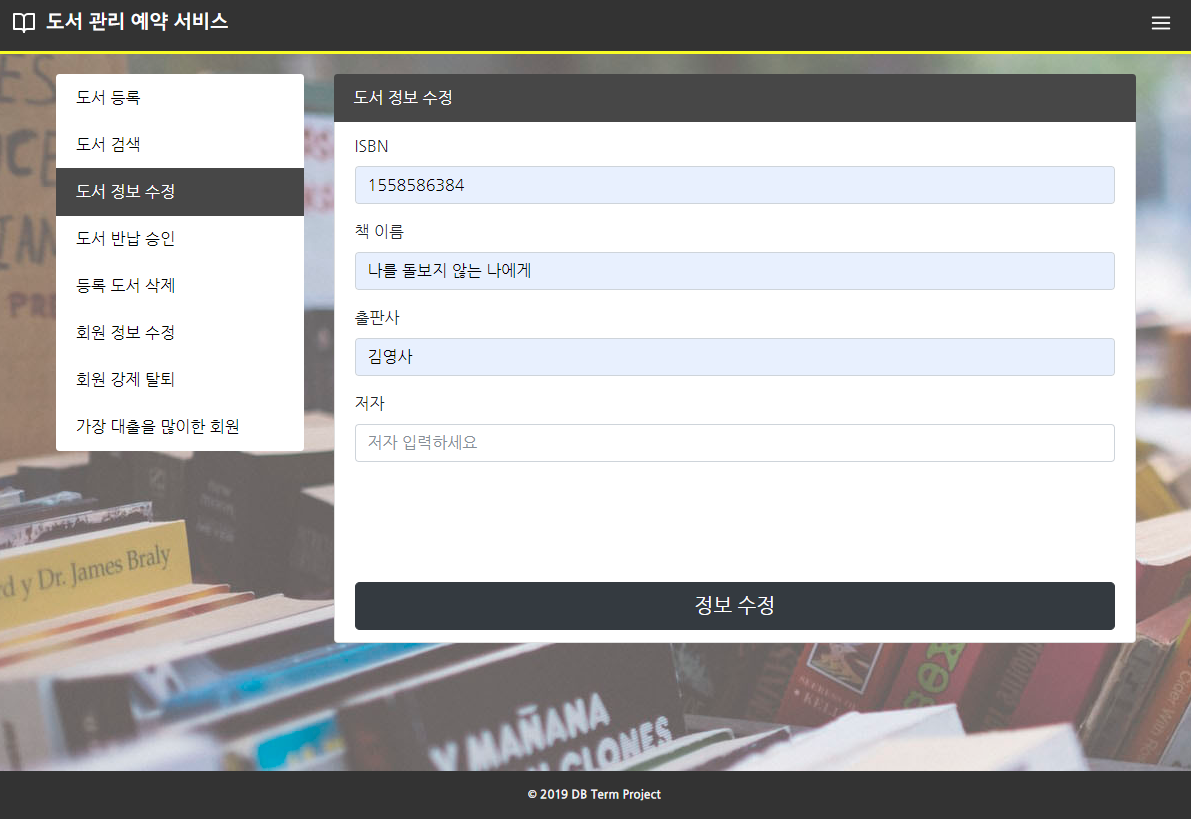 도서 관리 예약 서비스
도서 등록
도서 검색
도서 정보 수정
도서 반납 승인
등록 도서 삭제
회원 정보 수정
회원 강제 탈퇴
가장 대출을 많이한 회원
도서 정보 수정
ISBN
1558586384
책 이름
나를 돌보지 않는 나에게
출판사
김영사
저자
저자 입력하세요
정보 수정
y Dr. James Braly
Y MAÑANA
CLONES
© 2019 DB Term Project